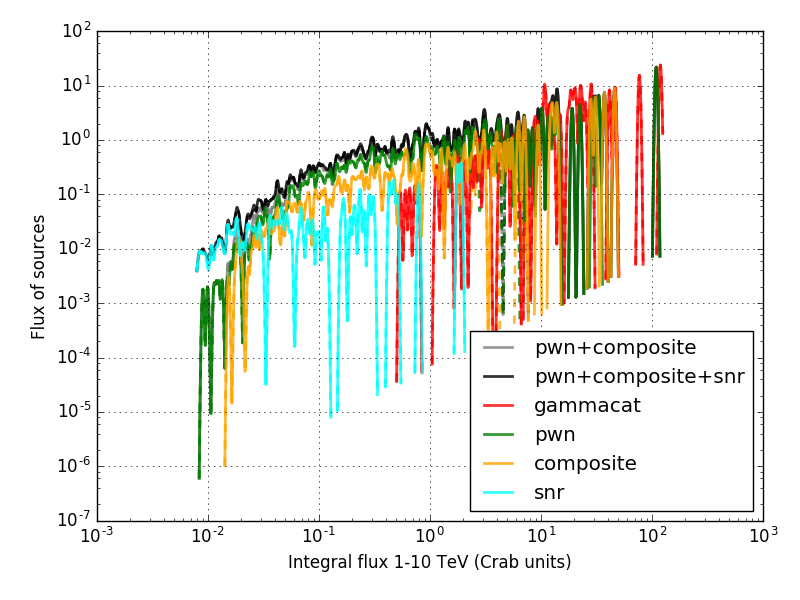 10^2
10^1
10^0
10^-1
10^-2
10^-3
10^-4
10^-5
10^-6
10^-7
Flux of sources
pwn+composite
pwn+composite+snr
gammacat
pwn
composite
snr
10^-3 10^-2 10^-1 10^0 10^1 10^2 10^3
Integral flux 1-10 TeV (Crab units)